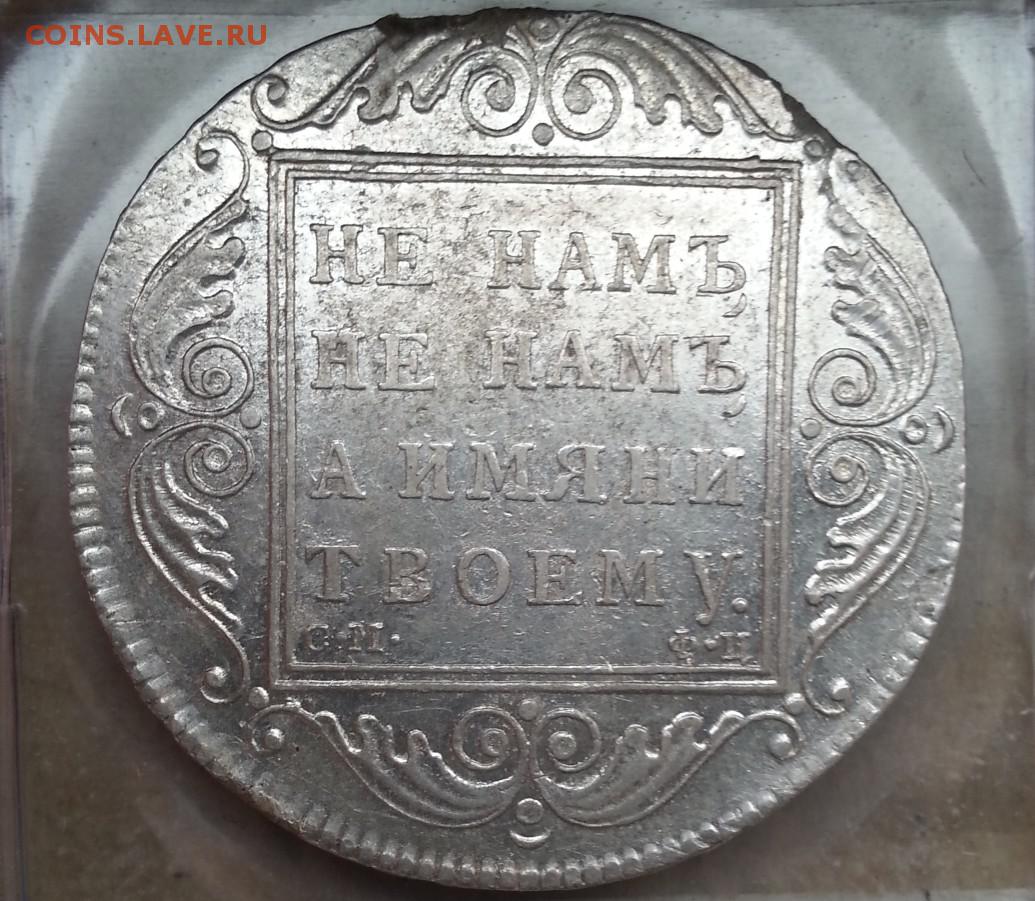 COINS.LAVE.RU
НЕ НАМЪ,
НЕ НАМЪ,
А ИМЯНИ
ТВОЕМУ.
С·М· Ф·Ц